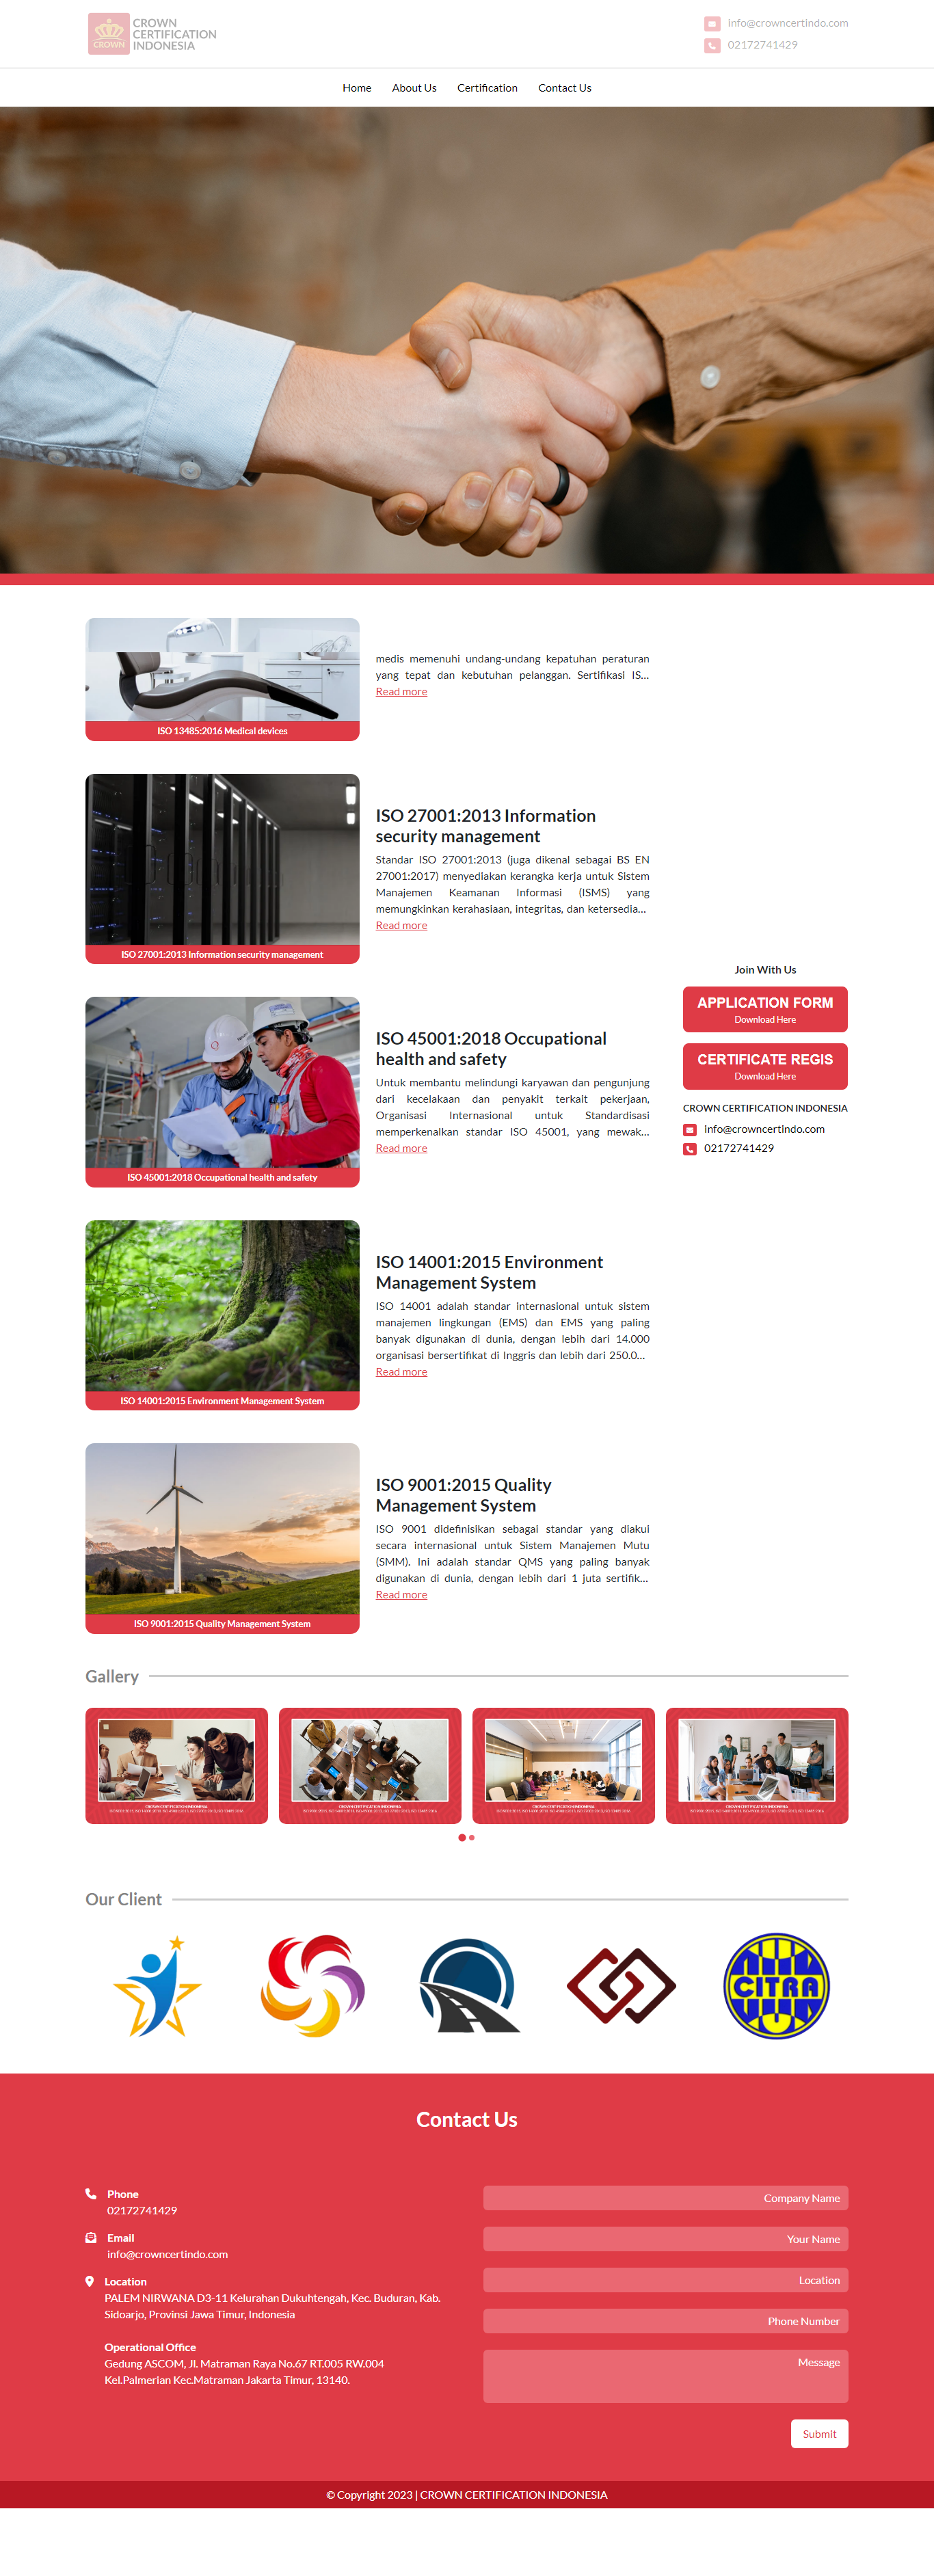 CROWN
CROWN
CERTIFICATION
INDONESIA
info@crowncertindo.com
02172741429
Home
About Us
Certification
Contact Us
medis memenuhi undang-undang kepatuhan peraturan
yang tepat dan kebutuhan pelanggan. Sertifikasi IS...
Read more
ISO 13485:2016 Medical devices
ISO 27001:2013 Information
security management
Standar ISO 27001:2013 (juga dikenal sebagai BS EN
27001:2017) menyediakan kerangka kerja untuk Sistem
Manajemen Keamanan Informasi (ISMS) yang
memungkinkan kerahasiaan, integritas, dan ketersedia...
Read more
ISO 27001:2013 Information security management
Join With Us
APPLICATION FORM
Download Here
CERTIFICATE REGIS
Download Here
CROWN CERTIFICATION INDONESIA
info@crowncertindo.com
02172741429
ISO 45001:2018 Occupational
health and safety
Untuk membantu melindungi karyawan dan pengunjung
dari kecelakaan dan penyakit terkait pekerjaan,
Organisasi Internasional untuk Standardisasi
memperkenalkan standar ISO 45001, yang mewak...
Read more
ISO 45001:2018 Occupational health and safety
ISO 14001:2015 Environment
Management System
ISO 14001 adalah standar internasional untuk sistem
manajemen lingkungan (EMS) dan EMS yang paling
banyak digunakan di dunia, dengan lebih dari 14.000
organisasi bersertifikat di Inggris dan lebih dari 250.0...
Read more
ISO 14001:2015 Environment Management System
ISO 9001:2015 Quality
Management System
ISO 9001 didefinisikan sebagai standar yang diakui
secara internasional untuk Sistem Manajemen Mutu
(SMM). Ini adalah standar QMS yang paling banyak
digunakan di dunia, dengan lebih dari 1 juta sertifik...
Read more
ISO 9001:2015 Quality Management System
Gallery
CROWN CERTIFICATION INDONESIA
CROWN CERTIFICATION INDONESIA
CROWN CERTIFICATION INDONESIA
CROWN CERTIFICATION INDONESIA
Our Client
CITRA
Contact Us
Phone
02172741429
Email
info@crowncertindo.com
Location
PALEM NIRWANA D3-11 Kelurahan Dukuhtengah, Kec. Buduran, Kab.
Sidoarjo, Provinsi Jawa Timur, Indonesia
Operational Office
Gedung ASCOM, Jl. Matraman Raya No.67 RT.005 RW.004
Kel.Palmerian Kec.Matraman Jakarta Timur, 13140.
Company Name
Your Name
Location
Phone Number
Message
Submit
© Copyright 2023 | CROWN CERTIFICATION INDONESIA